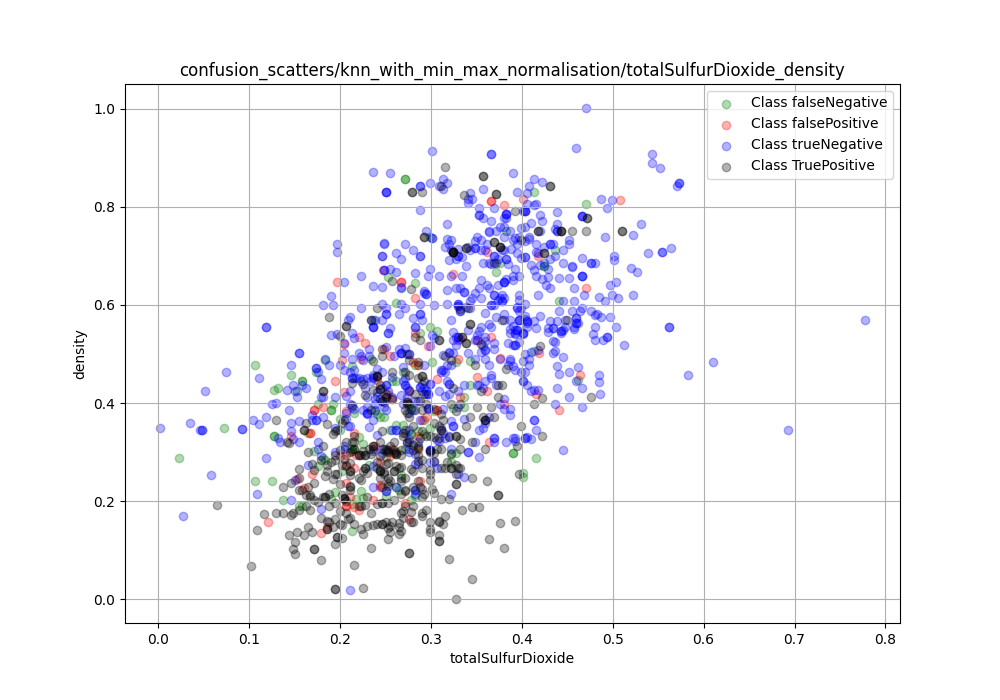 confusion_scatters/knn_with_min_max_normalisation/totalSulfurDioxide_density
Class falseNegative
Class falsePositive
Class trueNegative
Class TruePositive
1.0
0.8
0.6
0.4
0.2
0.0
density
0.0 0.1 0.2 0.3 0.4 0.5 0.6 0.7 0.8
totalSulfurDioxide